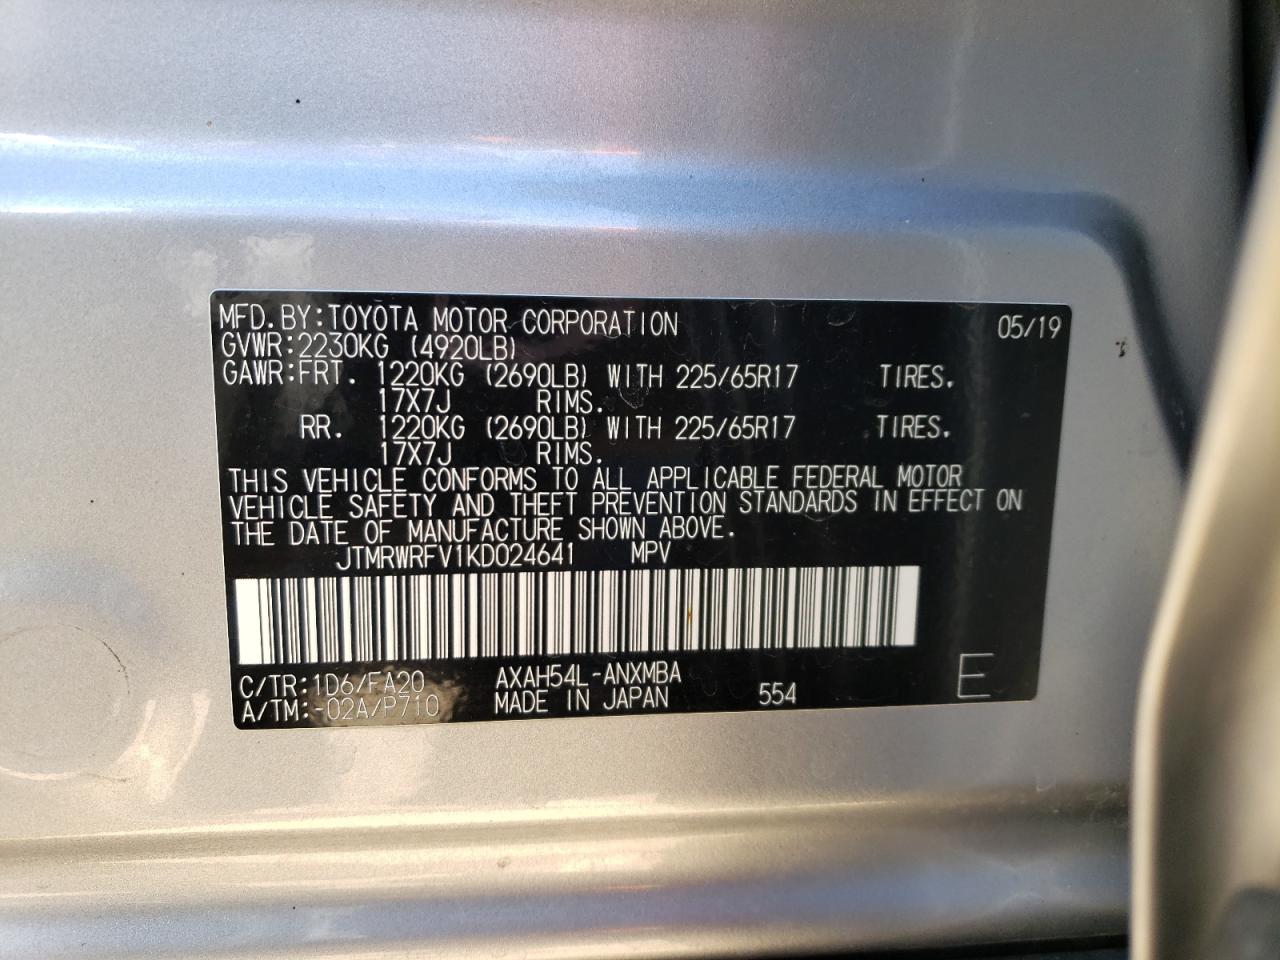 MFD.BY:TOYOTA MOTOR CORPORATION 05/19
GVWR:2230KG (4920LB)
GAWR:FRT. 1220KG (2690LB) WITH 225/65R17 TIRES.
17X7J RIMS.
RR. 1220KG (2690LB) WITH 225/65R17 TIRES.
17X7J RIMS.
THIS VEHICLE CONFORMS TO ALL APPLICABLE FEDERAL MOTOR
VEHICLE SAFETY AND THEFT PREVENTION STANDARDS IN EFFECT ON
THE DATE OF MANUFACTURE SHOWN ABOVE.
JTMRWRFV1KD024641 MPV
C/TR:1D6/FA20 AXAH54L-ANXMBA
A/TM:-02A/P710 MADE IN JAPAN 554 E